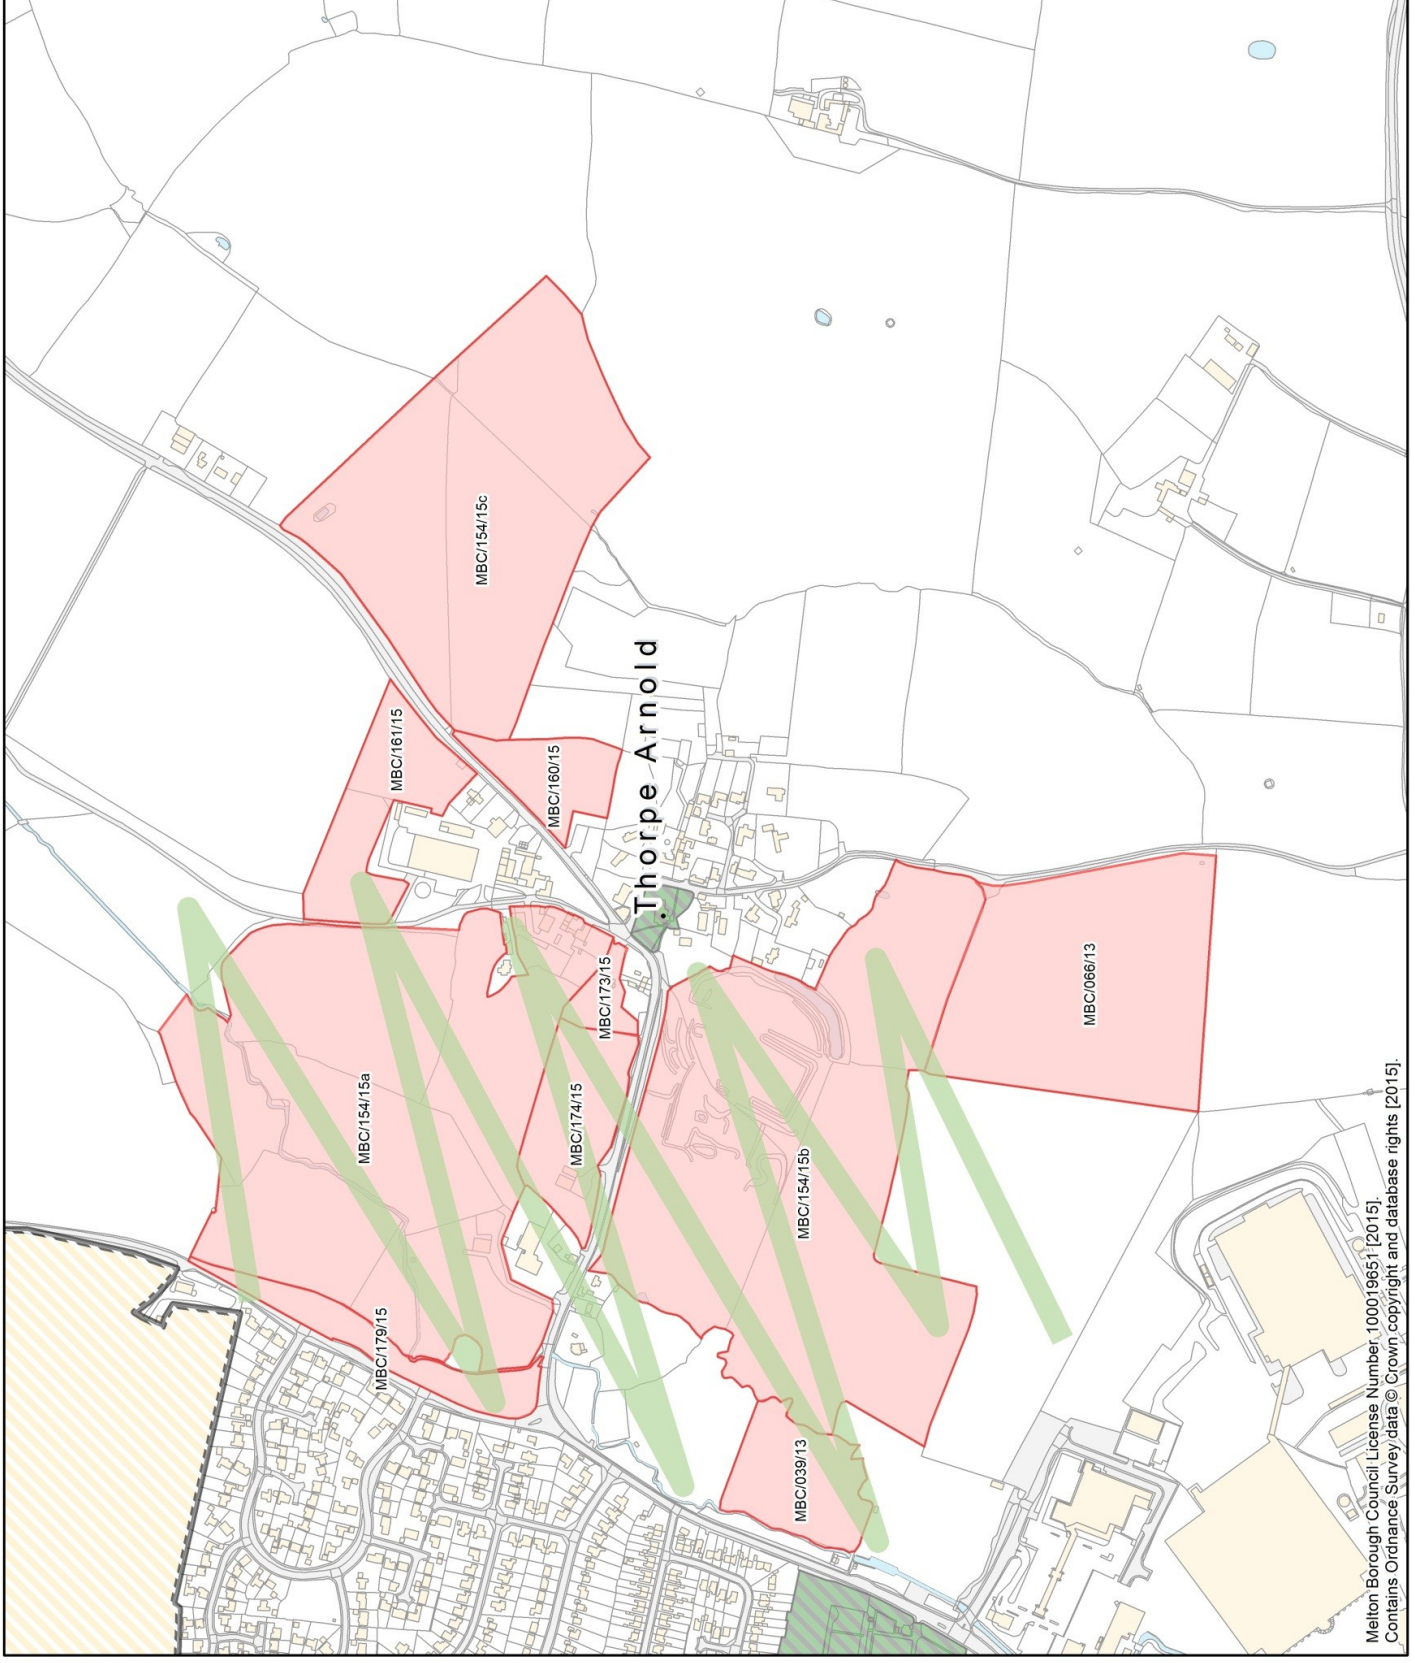 MBC/179/15
MBC/154/15a
MBC/161/15
MBC/154/15c
MBC/174/15
MBC/173/15
MBC/160/15
Thorpe Arnold
MBC/039/13
MBC/154/15b
MBC/066/13
Melton Borough Council License Number 100019651 [2015].
Contains Ordnance Survey data © Crown copyright and database rights [2015].